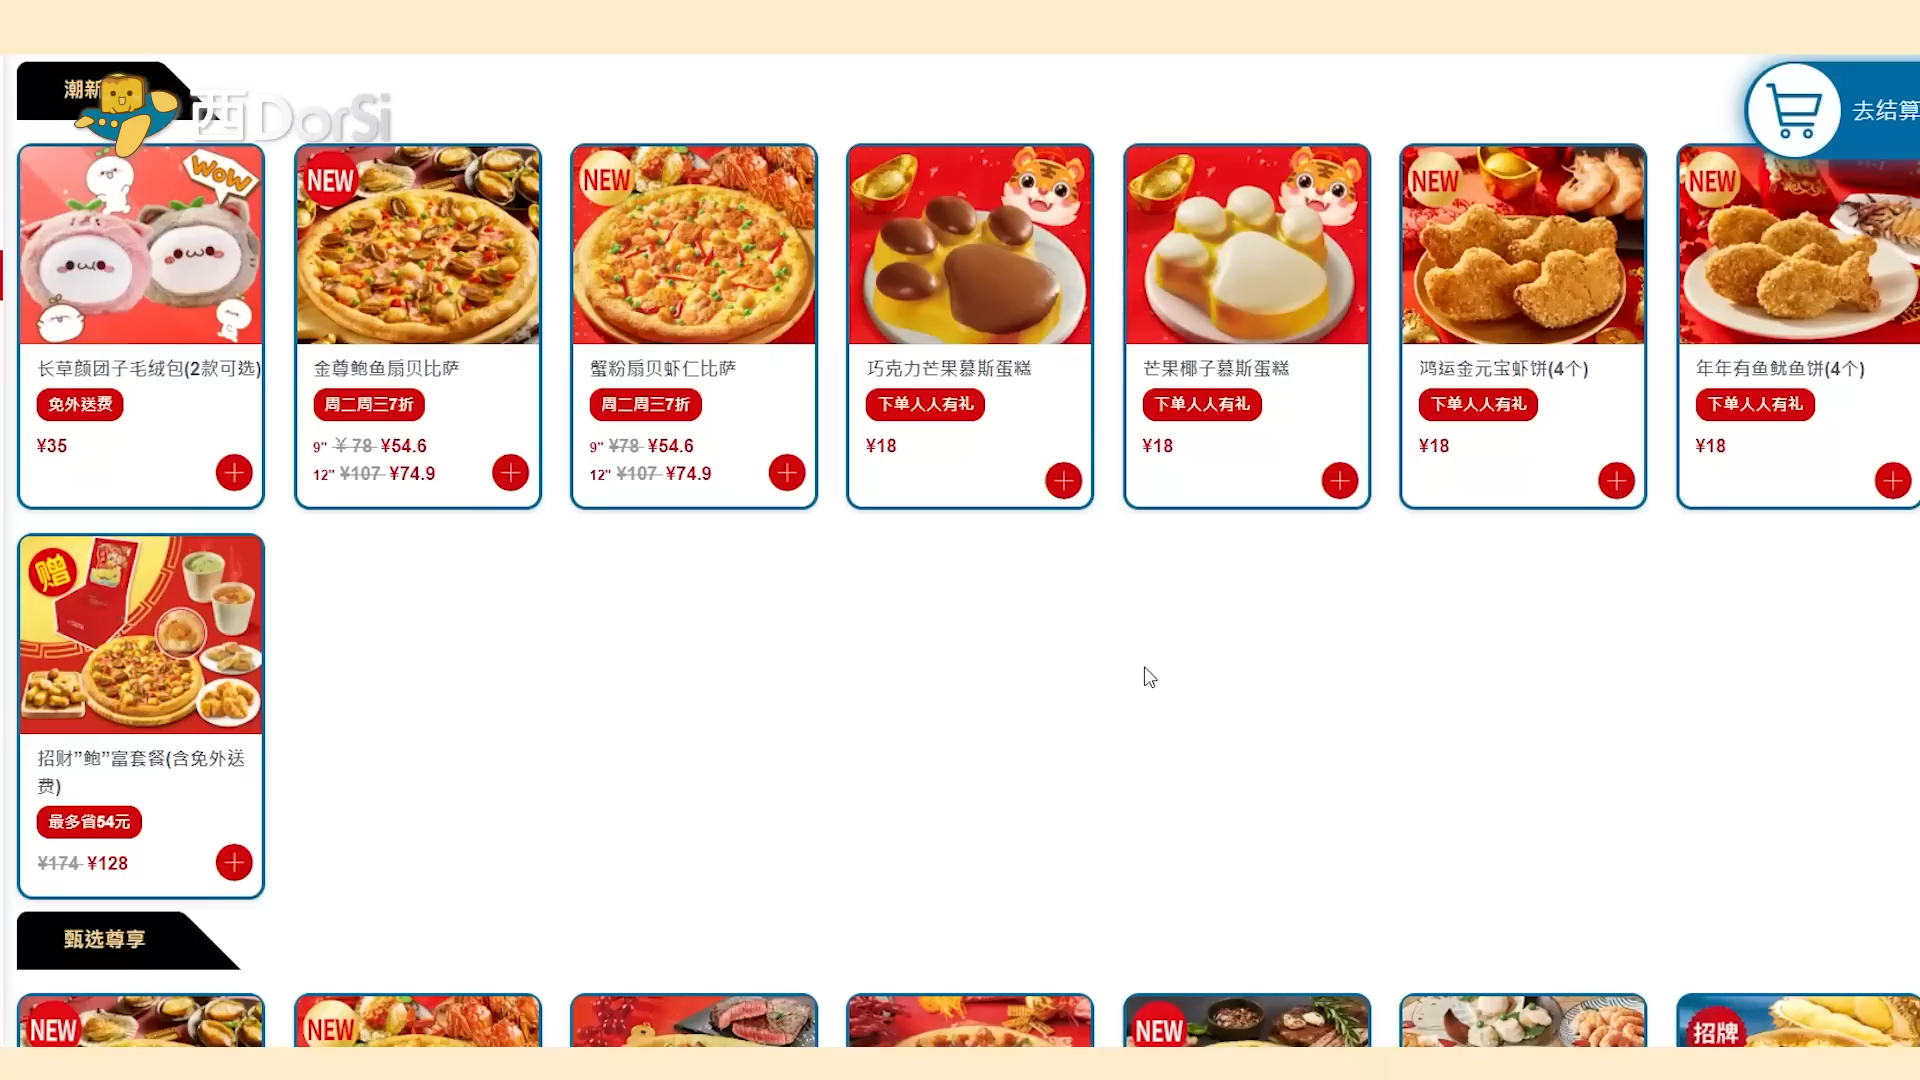 潮新
西DorSi
去结算
WOW
NEW
NEW
NEW
NEW
长草颜团子毛绒包(2款可选)
免外送费
¥35
金尊鲍鱼扇贝比萨
周二周三7折
9" ¥78 ¥54.6
12" ¥107 ¥74.9
蟹粉扇贝虾仁比萨
周二周三7折
9" ¥78 ¥54.6
12" ¥107 ¥74.9
巧克力芒果慕斯蛋糕
下单人人有礼
¥18
芒果椰子慕斯蛋糕
下单人人有礼
¥18
鸿运金元宝虾饼(4个)
下单人人有礼
¥18
年年有鱼鱿鱼饼(4个)
下单人人有礼
¥18
赠
招财”鲍”富套餐(含免外送
费)
最多省54元
¥174 ¥128
甄选尊享
NEW
NEW
NEW
招牌